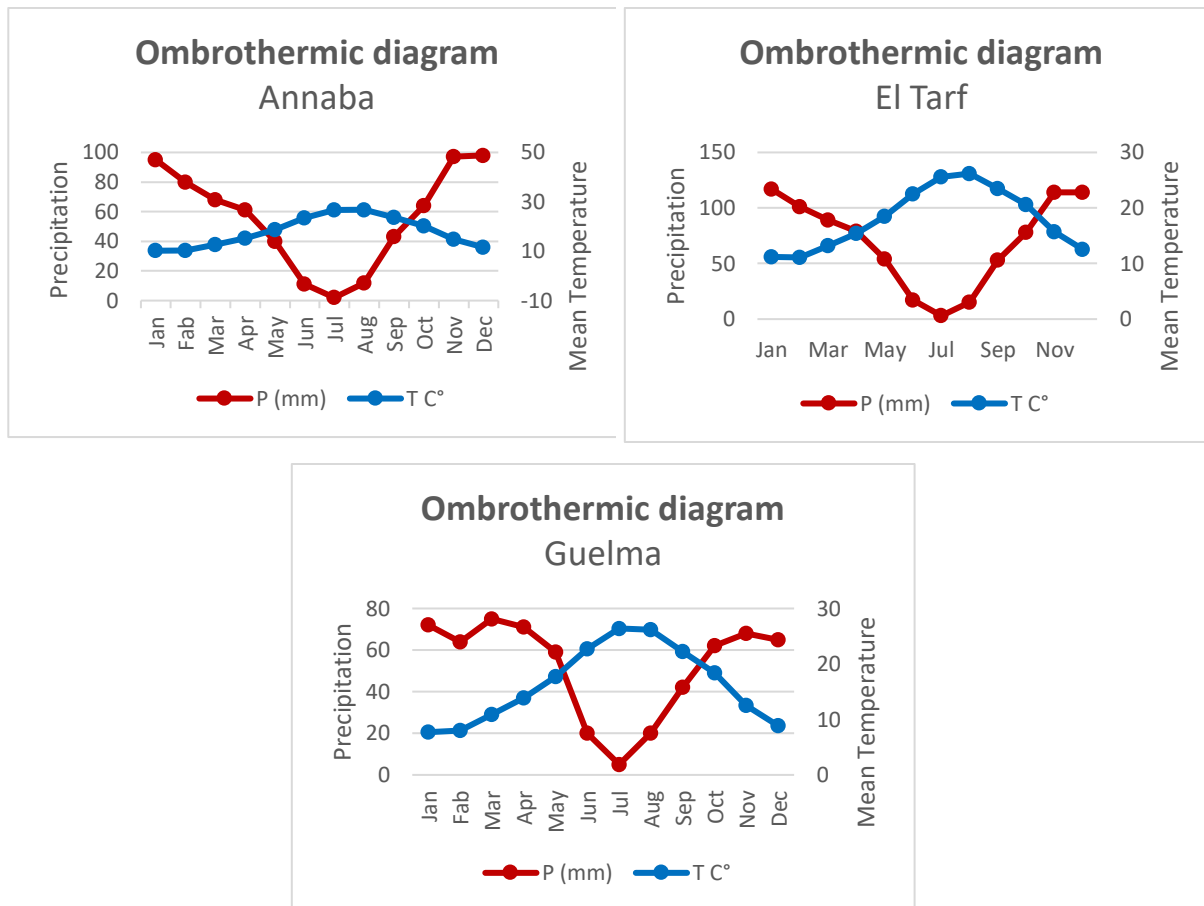 Ombrothermic diagram
Annaba
Precipitation
100
80
60
40
20
0
50
30
10
-10
Mean Temperature
Jan Fab Mar Apr May Jun Jul Aug Sep Oct Nov Dec
P (mm) T C°
Ombrothermic diagram
El Tarf
Precipitation
150
100
50
0
30
20
10
0
Mean Temperature
Jan Mar May Jul Sep Nov
P (mm) T C°
Ombrothermic diagram
Guelma
Precipitation
80
60
40
20
0
30
20
10
0
Mean Temperature
Jan Fab Mar Apr May Jun Jul Aug Sep Oct Nov Dec
P (mm) T C°